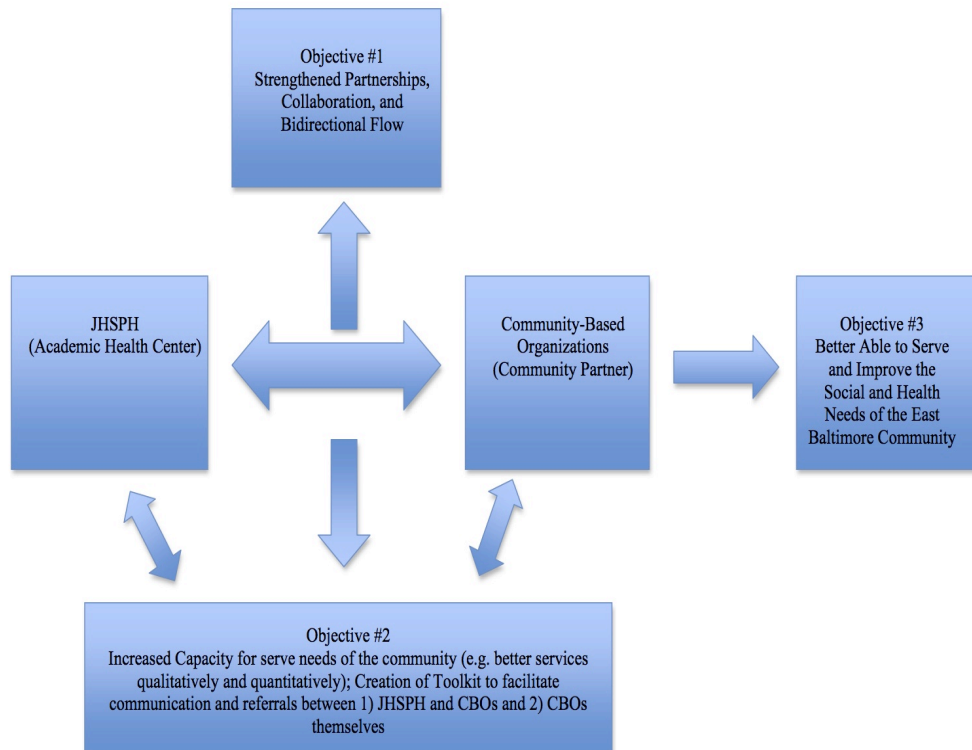 Objective #1
Strengthened Partnerships,
Collaboration, and
Bidirectional Flow
JHSPH
(Academic Health Center)
Community-Based
Organizations
(Community Partner)
Objective #3
Better Able to Serve
and Improve the
Social and Health
Needs of the East
Baltimore Community
Objective #2
Increased Capacity for serve needs of the community (e.g. better services
qualitatively and quantitatively); Creation of Toolkit to facilitate
communication and referrals between 1) JHSPH and CBOs and 2) CBOs
themselves